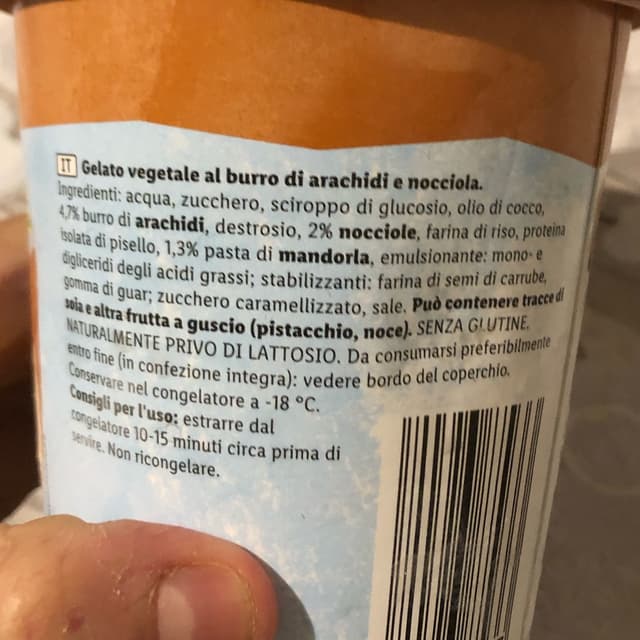 IT Gelato vegetale al burro di arachidi e nocciola.
Ingredienti: acqua, zucchero, sciroppo di glucosio, olio di cocco,
4,7% burro di arachidi, destrosio, 2% nocciole, farina di riso, proteina
isolata di pisello, 1,3% pasta di mandorla, emulsionante: mono- e
digliceridi degli acidi grassi; stabilizzanti: farina di semi di carrube,
gomma di guar; zucchero caramellizzato, sale. Può contenere tracce di
soia e altra frutta a guscio (pistacchio, noce). SENZA GLUTINE.
NATURALMENTE PRIVO DI LATTOSIO. Da consumarsi preferibilmente
entro fine (in confezione integra): vedere bordo del coperchio.
Conservare nel congelatore a -18 °C.
Consigli per l'uso: estrarre dal
congelatore 10-15 minuti circa prima di
servire. Non ricongelare.